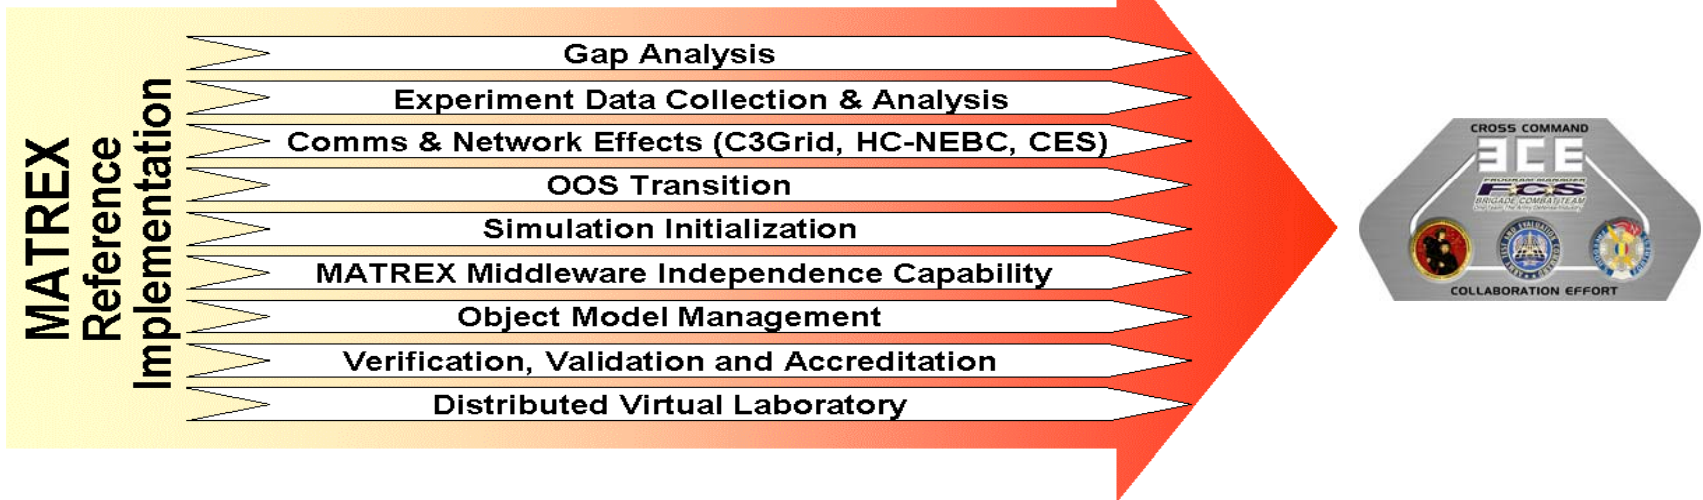 MATREX
Reference
Implementation
Gap Analysis
Experiment Data Collection & Analysis
Comms & Network Effects (C3Grid, HC-NEBC, CES)
OOS Transition
Simulation Initialization
MATREX Middleware Independence Capability
Object Model Management
Verification, Validation and Accreditation
Distributed Virtual Laboratory
CROSS COMMAND
3CE
PROGRAM MANAGER
FCS
BRIGADE COMBAT TEAM
COLLABORATION EFFORT